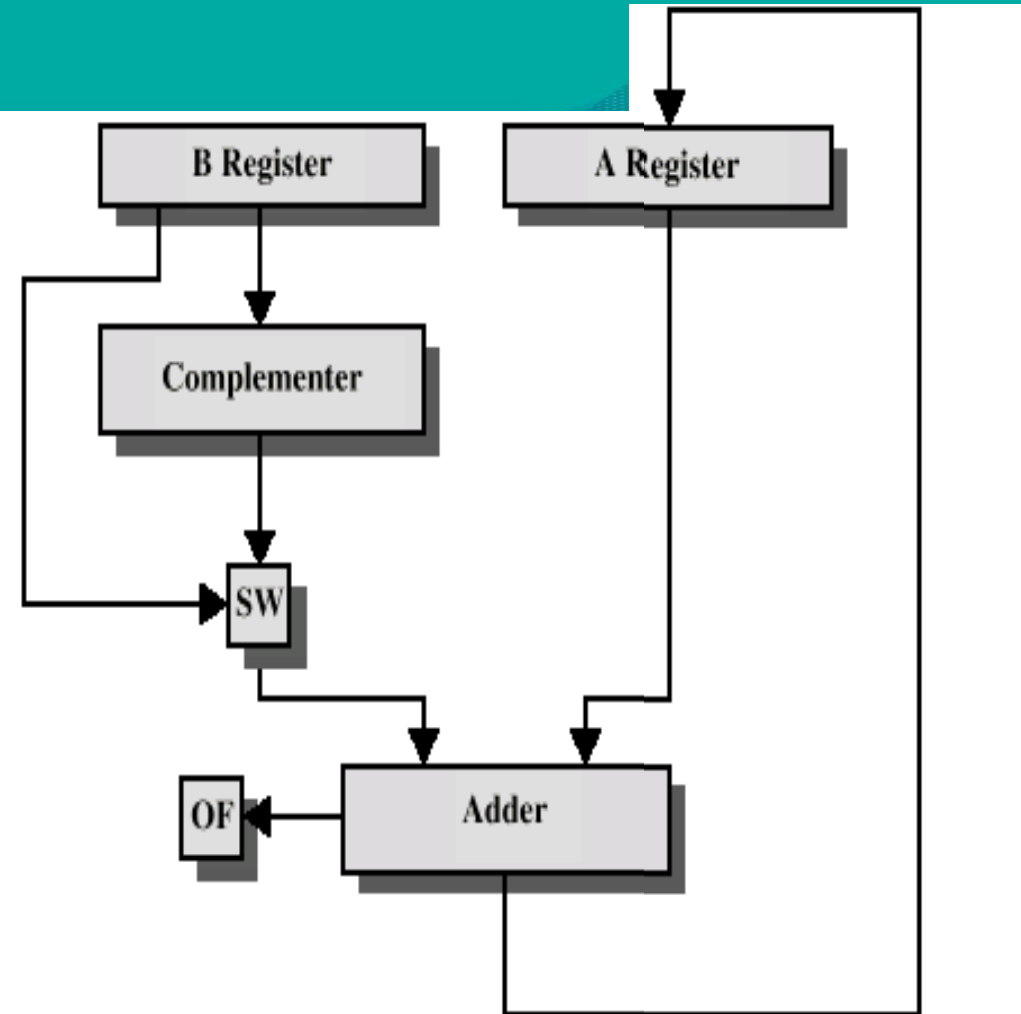 B Register
A Register
Complementer
SW
OF
Adder